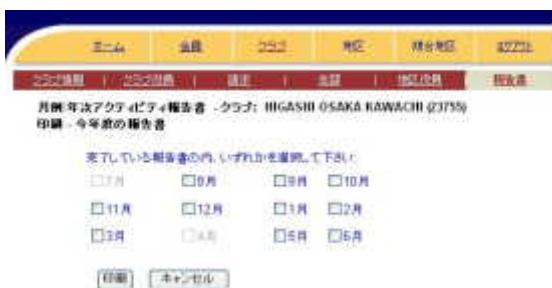 ホーム 会員 クラブ 地区 複合地区 アカウント
クラブ情報 | クラブ役員 | 請求 | 会話 | 地区役員 報告書
月例/年次アクティビティ報告書 - クラブ: HIGASHI OSAKA KAWACHI (23755)
印刷 - 今年度の報告書
完了している報告書の内、いずれかを選択して下さい:
7月 8月 9月 10月
11月 12月 1月 2月
3月 4月 5月 6月
印刷 キャンセル